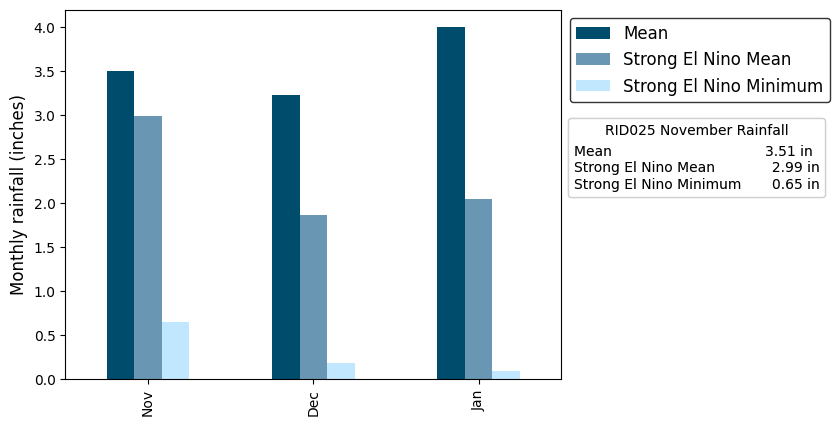 Monthly rainfall (inches)
4.0
3.5
3.0
2.5
2.0
1.5
1.0
0.5
0.0
Nov
Dec
Jan
Mean
Strong El Nino Mean
Strong El Nino Minimum
RID025 November Rainfall
Mean 3.51 in
Strong El Nino Mean 2.99 in
Strong El Nino Minimum 0.65 in